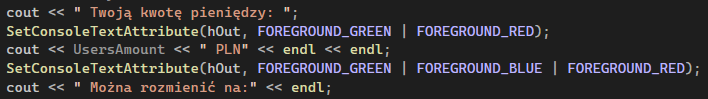 cout << " Twoją kwotę pieniędzy: ";
SetConsoleTextAttribute(hOut, FOREGROUND_GREEN | FOREGROUND_RED);
cout << UsersAmount << " PLN" << endl << endl;
SetConsoleTextAttribute(hOut, FOREGROUND_GREEN | FOREGROUND_BLUE | FOREGROUND_RED);
cout << " Można rozmienić na:" << endl;